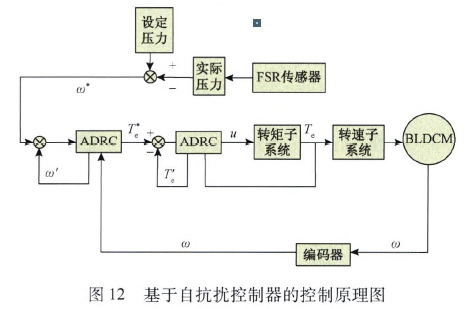 设定
压力
+
−
实际
压力
FSR传感器
ω*
ADRC
T*e
+
−
ADRC
u
转矩子
系统
Te
转速子
系统
BLDCM
ω′
T′e
ω
编码器
ω
图 12 基于自抗扰控制器的控制原理图